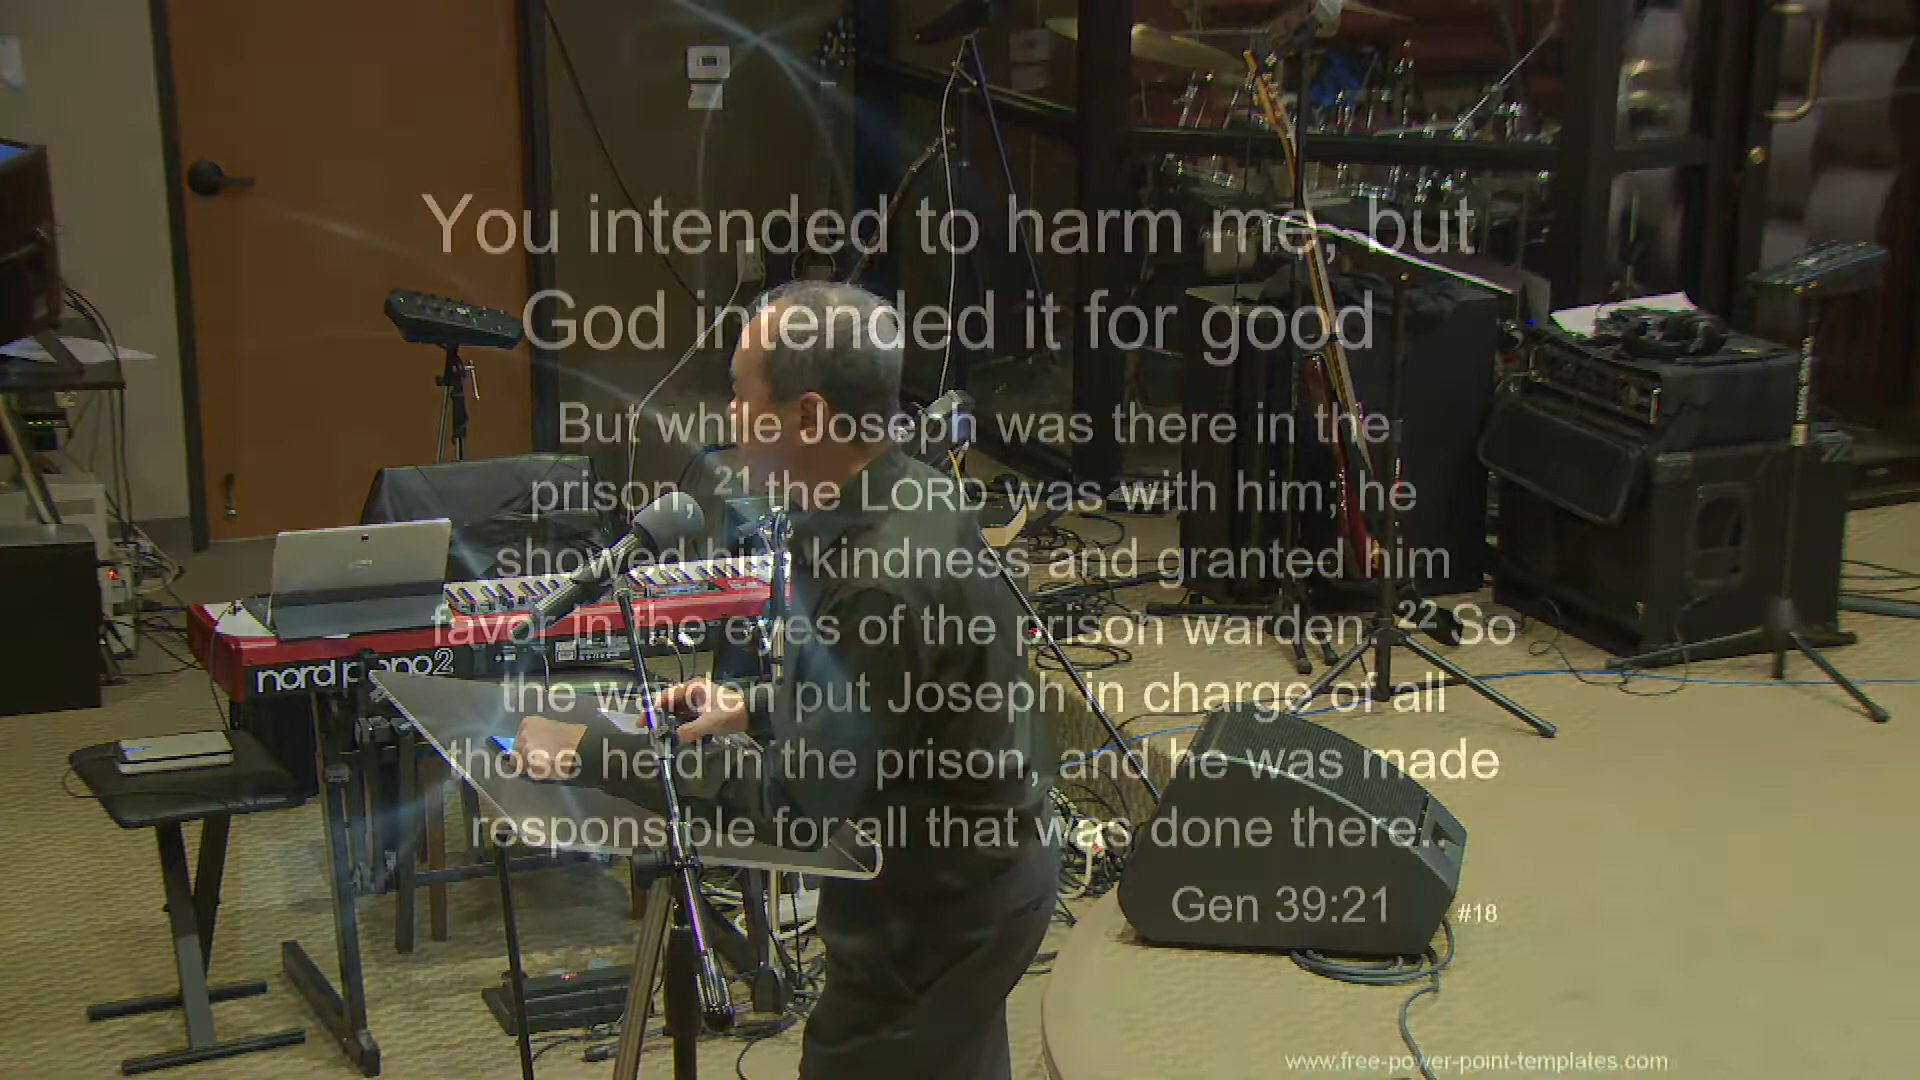 You intended to harm me, but
God intended it for good
But while Joseph was there in the
prison, 21 the LORD was with him; he
showed him kindness and granted him
favor in the eyes of the prison warden. 22 So
the warden put Joseph in charge of all
those held in the prison, and he was made
responsible for all that was done there.
Gen 39:21
#18
nord piano 2
www.free-power-point-templates.com